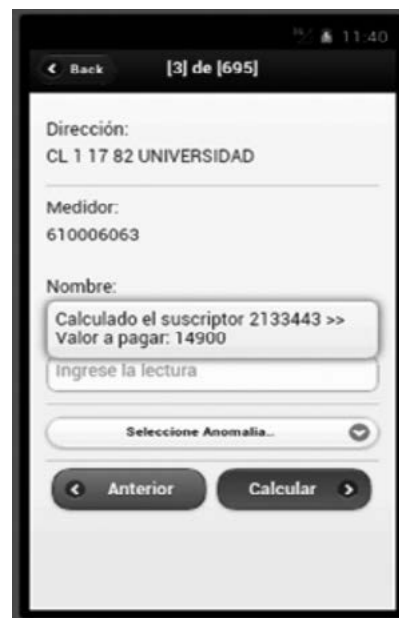 11:40
Back
[3] de [695]
Dirección:
CL 1 17 82 UNIVERSIDAD
Medidor:
610006063
Nombre:
Calculado el suscriptor 2133443 >>
Valor a pagar: 14900
Ingrese la lectura
Seleccione Anomalia...
Anterior
Calcular